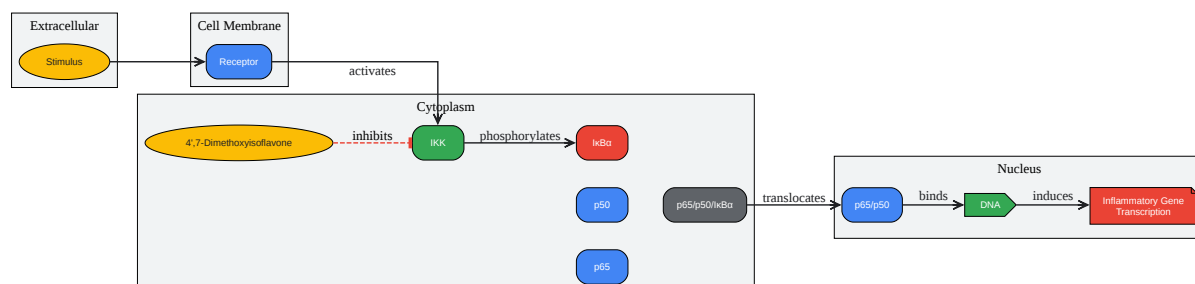 Extracellular
Cell Membrane
Stimulus
Receptor
activates
Cytoplasm
4',7-Dimethoxyisoflavone
inhibits
IKK
phosphorylates
IκBα
p50
p65/p50/IκBα
translocates
p65
Nucleus
p65/p50
binds
DNA
induces
Inflammatory Gene
Transcription